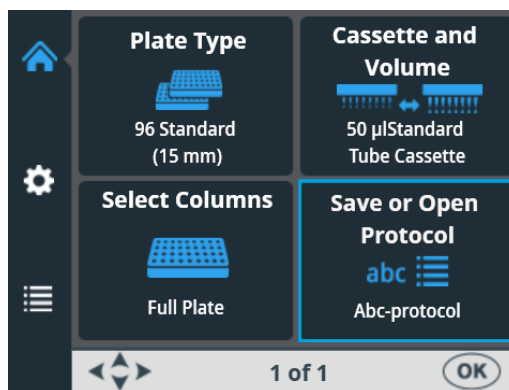 Plate Type
96 Standard
(15 mm)
Cassette and
Volume
50 µlStandard
Tube Cassette
Select Columns
Full Plate
Save or Open
Protocol
abc
Abc-protocol
1 of 1
OK